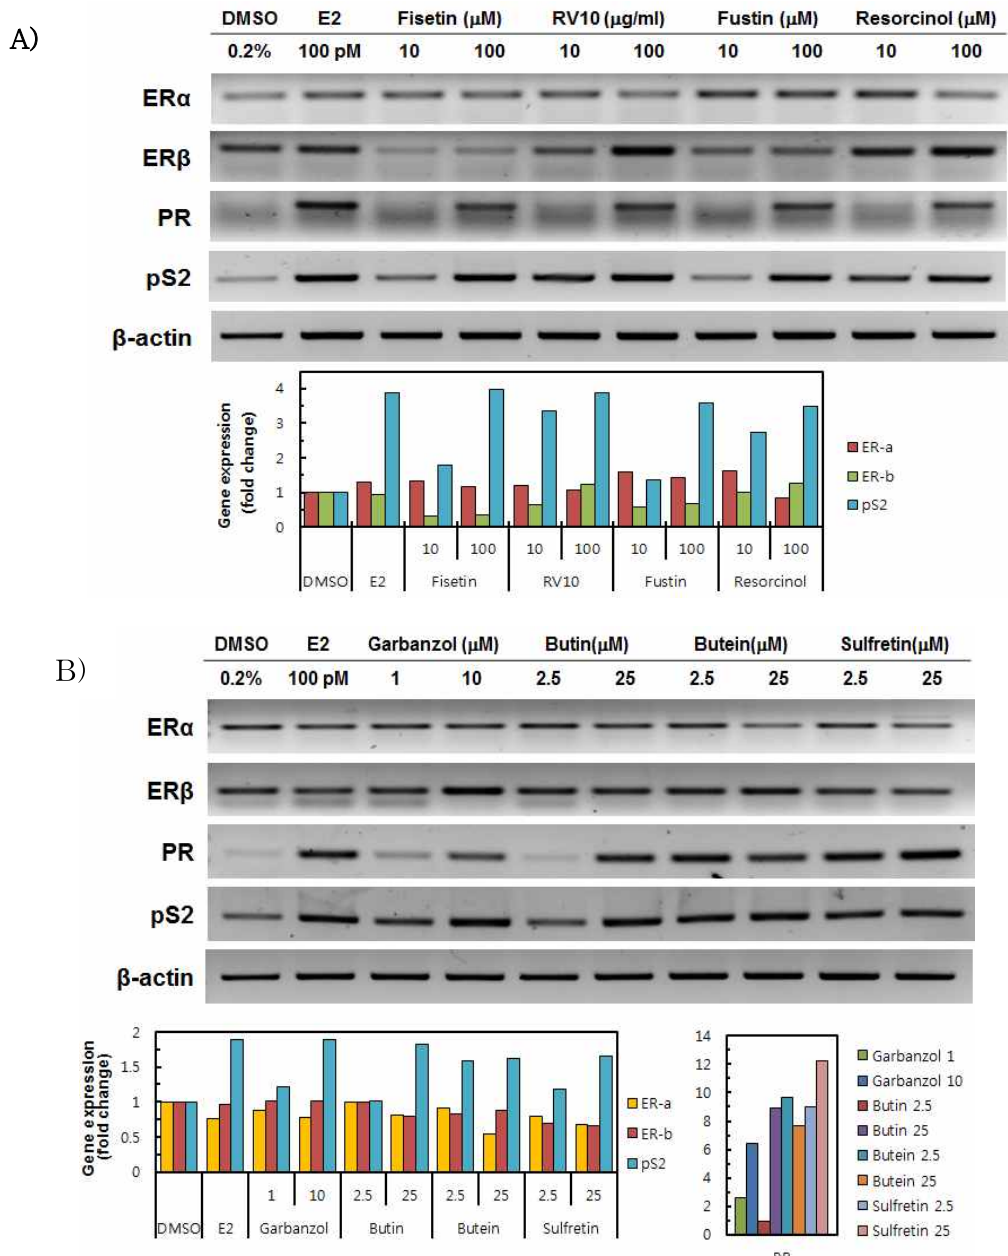 A)
DMSO E2 Fisetin (μM) RV10 (μg/ml) Fustin (μM) Resorcinol (μM)
0.2% 100 pM 10 100 10 100 10 100 10 100
ERα
ERβ
PR
pS2
β-actin
Gene expression
(fold change)
4
3
2
1
0
ER-a
ER-b
pS2
10 100 10 100 10 100 10 100
DMSO E2 Fisetin RV10 Fustin Resorcinol
B)
DMSO E2 Garbanzol (μM) Butin(μM) Butein(μM) Sulfretin(μM)
0.2% 100 pM 1 10 2.5 25 2.5 25 2.5 25
ERα
ERβ
PR
pS2
β-actin
Gene expression
(fold change)
2
1.5
1
0.5
0
ER-a
ER-b
pS2
1 10 2.5 25 2.5 25 2.5 25
DMSO E2 Garbanzol Butin Butein Sulfretin
14
12
10
8
6
4
2
0
Garbanzol 1
Garbanzol 10
Butin 2.5
Butin 25
Butein 2.5
Butein 25
Sulfretin 2.5
Sulfretin 25